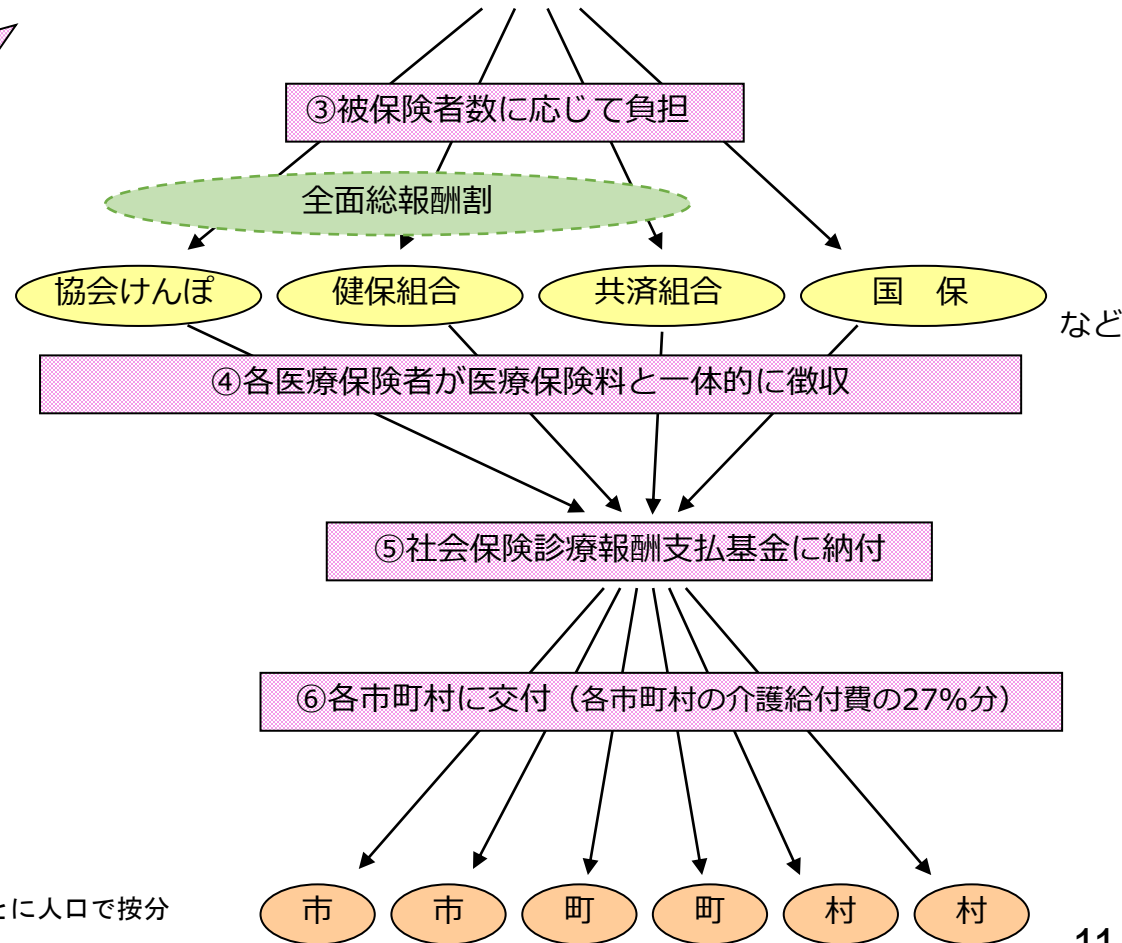 ③被保険者数に応じて負担
全面総報酬割
協会けんぽ 健保組合 共済組合 国　保
など
④各医療保険者が医療保険料と一体的に徴収
⑤社会保険診療報酬支払基金に納付
⑥各市町村に交付（各市町村の介護給付費の27%分）
とに人口で按分
市 市 町 町 村 村
11